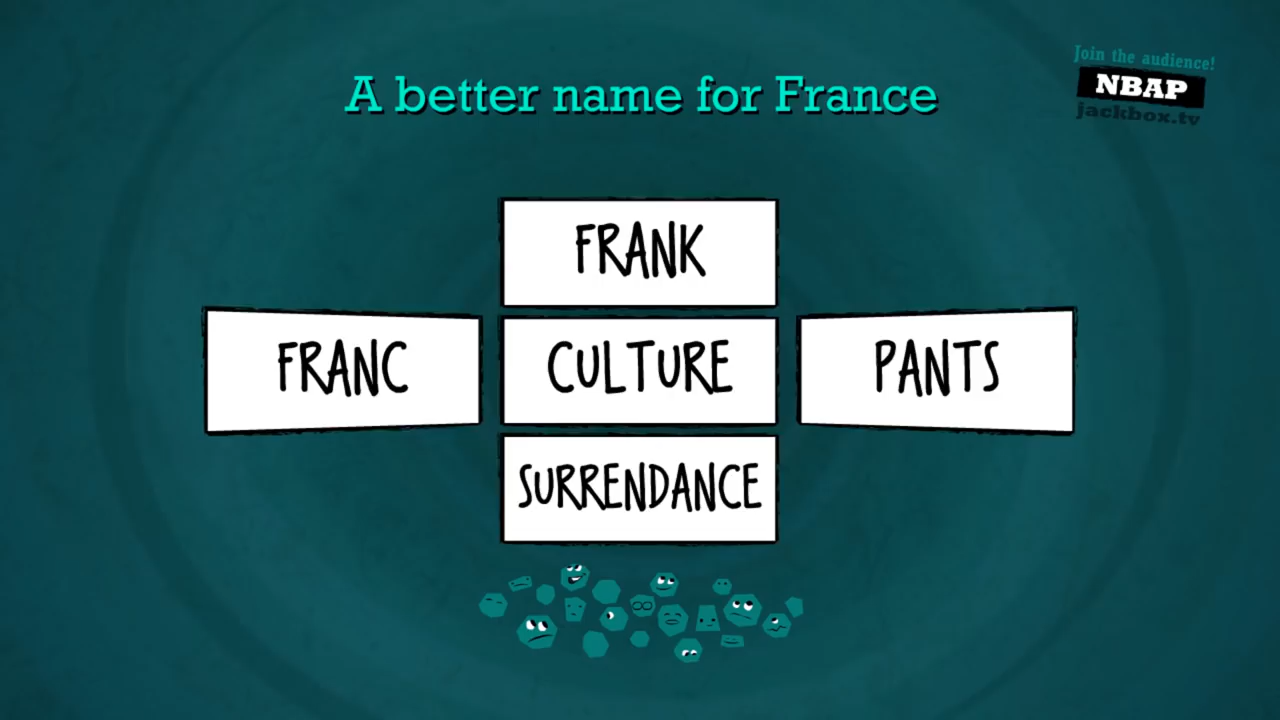 A better name for France
Join the audience!
NBAP
jackbox.tv
FRANK
FRANC
CULTURE
PANTS
SURRENDANCE